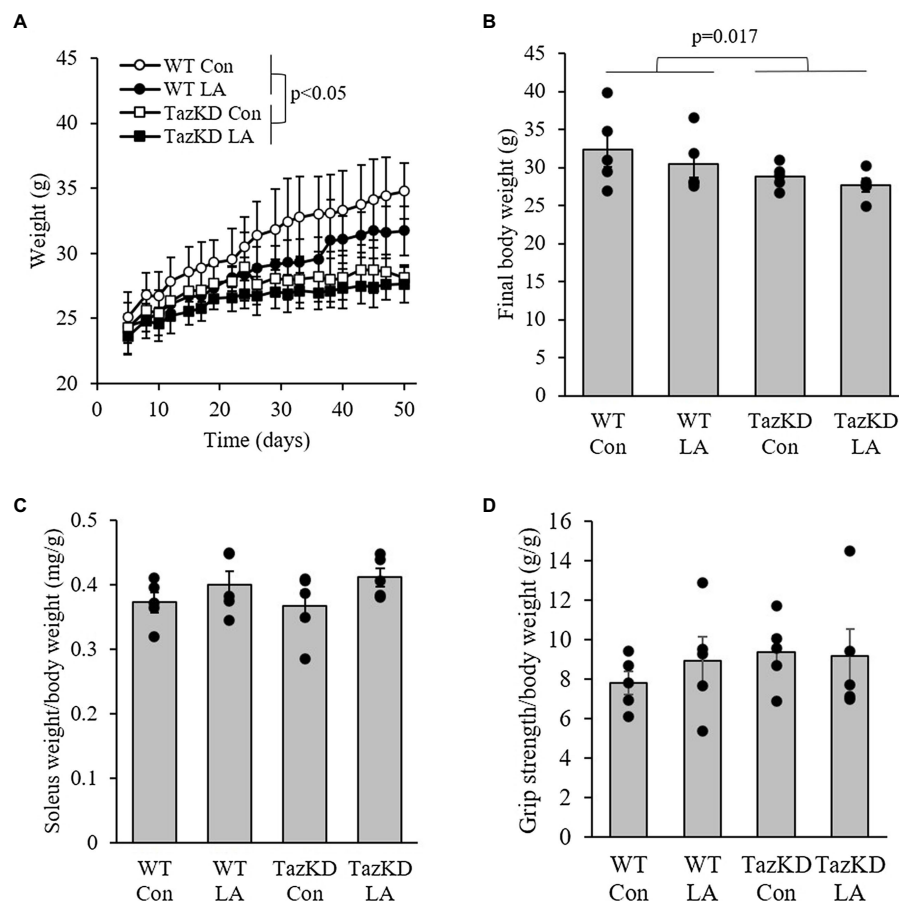 A
45
40
35
30
25
20
Weight (g)
WT Con
WT LA
TazKD Con
TazKD LA
p<0.05
0
10
20
30
40
50
Time (days)
B
p=0.017
45
40
35
30
25
20
15
10
5
0
Final body weight (g)
WT
Con
WT
LA
TazKD
Con
TazKD
LA
C
0.5
0.4
0.3
0.2
0.1
0
Soleus weight/body weight (mg/g)
WT
Con
WT
LA
TazKD
Con
TazKD
LA
D
16
14
12
10
8
6
4
2
0
Grip strength/body weight (g/g)
WT
Con
WT
LA
TazKD
Con
TazKD
LA